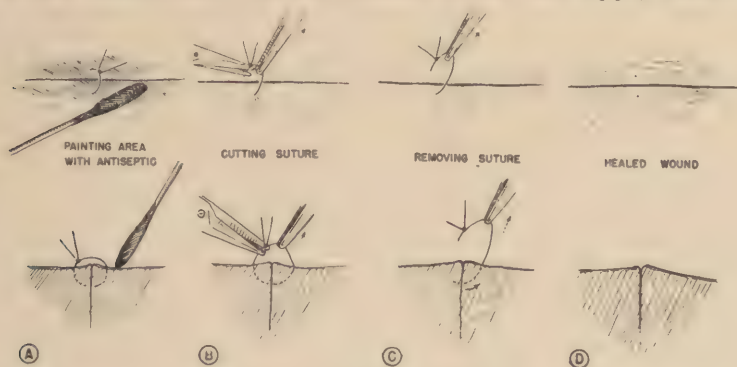 PAINTING AREA
WITH ANTISEPTIC
CUTTING SUTURE
REMOVING SUTURE
HEALED WOUND
A
B
C
D